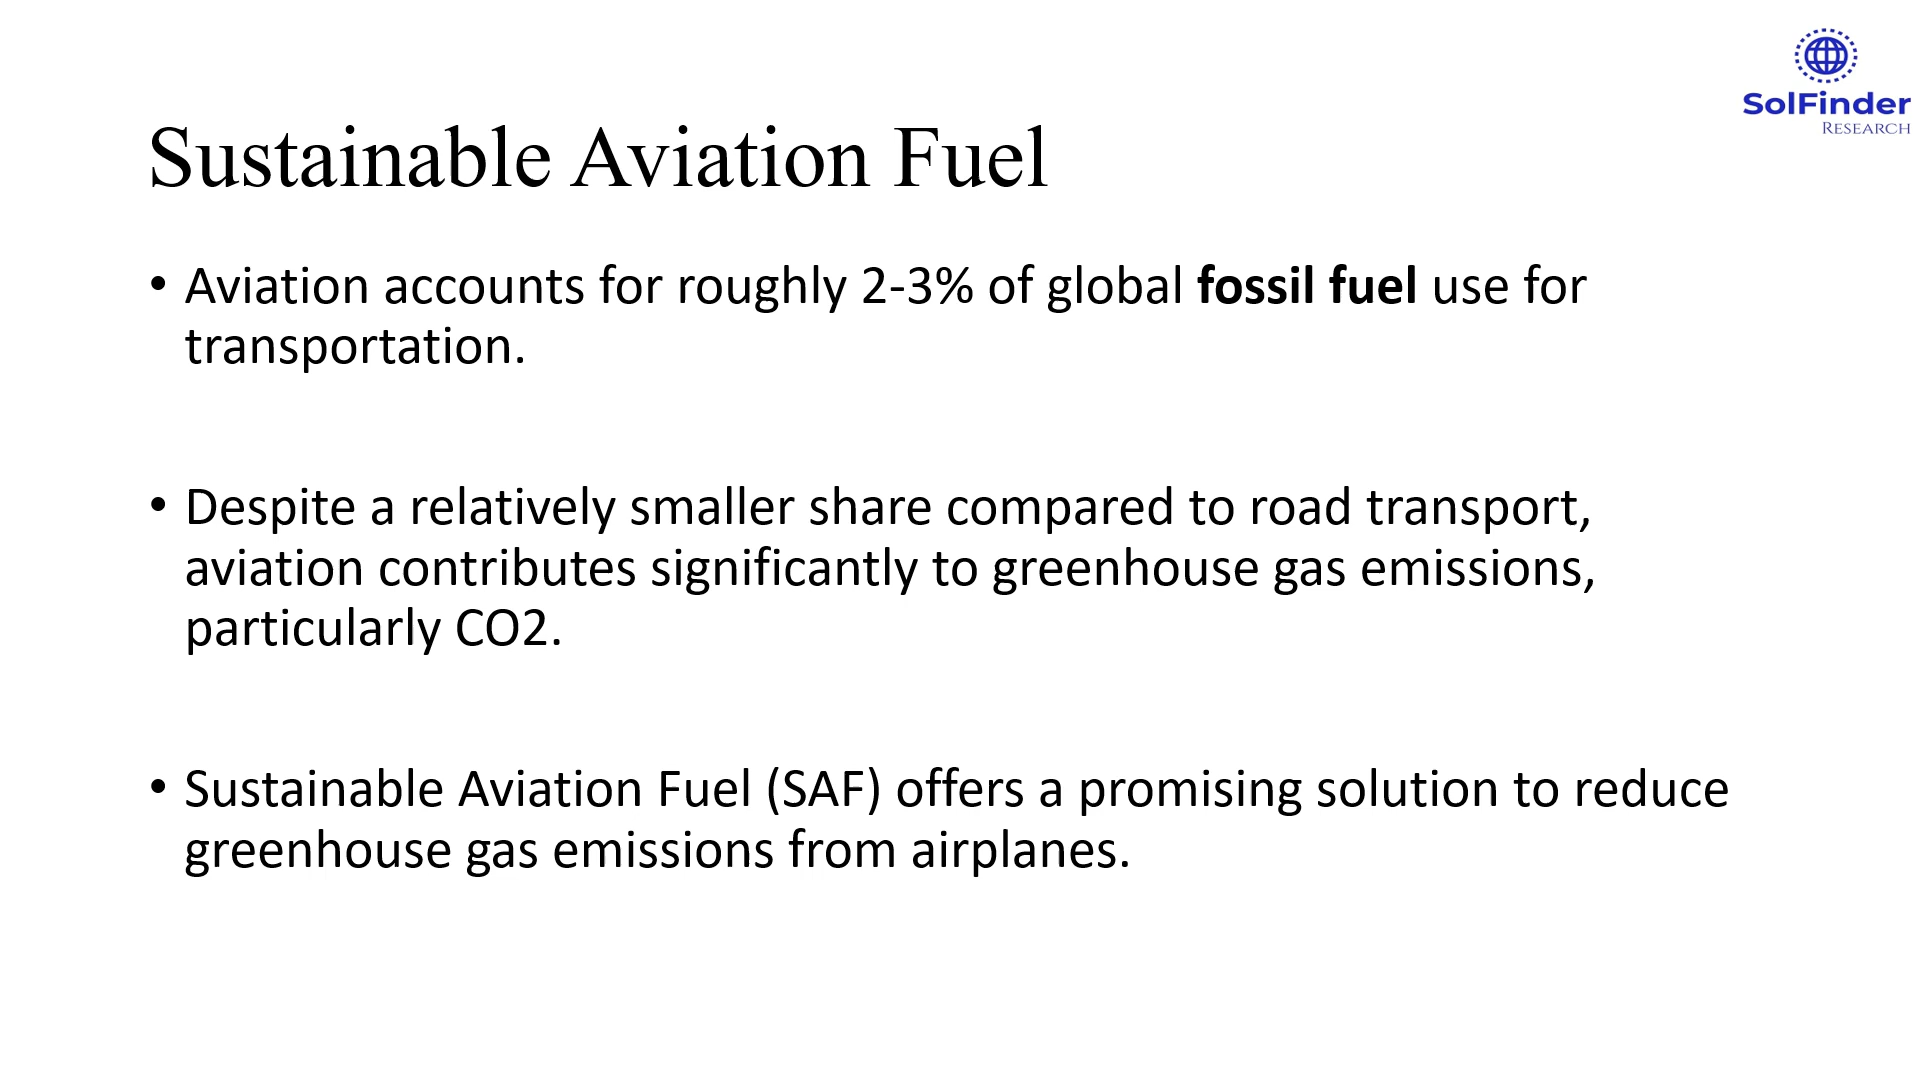 SolFinder
RESEARCH
Sustainable Aviation Fuel
• Aviation accounts for roughly 2-3% of global fossil fuel use for
transportation.
• Despite a relatively smaller share compared to road transport,
aviation contributes significantly to greenhouse gas emissions,
particularly CO2.
• Sustainable Aviation Fuel (SAF) offers a promising solution to reduce
greenhouse gas emissions from airplanes.